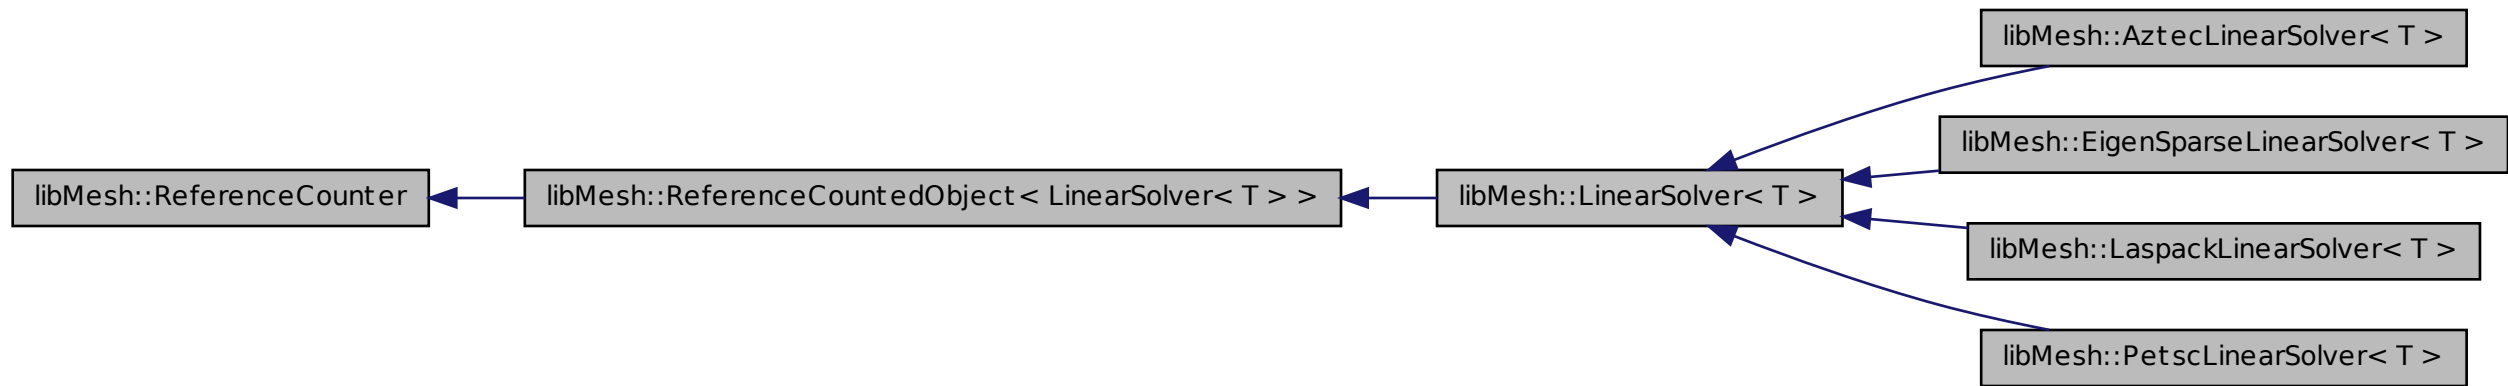 libMesh::AztecLinearSolver< T >
libMesh::EigenSparseLinearSolver< T >
libMesh::ReferenceCounter
libMesh::ReferenceCountedObject< LinearSolver< T > >
libMesh::LinearSolver< T >
libMesh::LaspackLinearSolver< T >
libMesh::PetscLinearSolver< T >